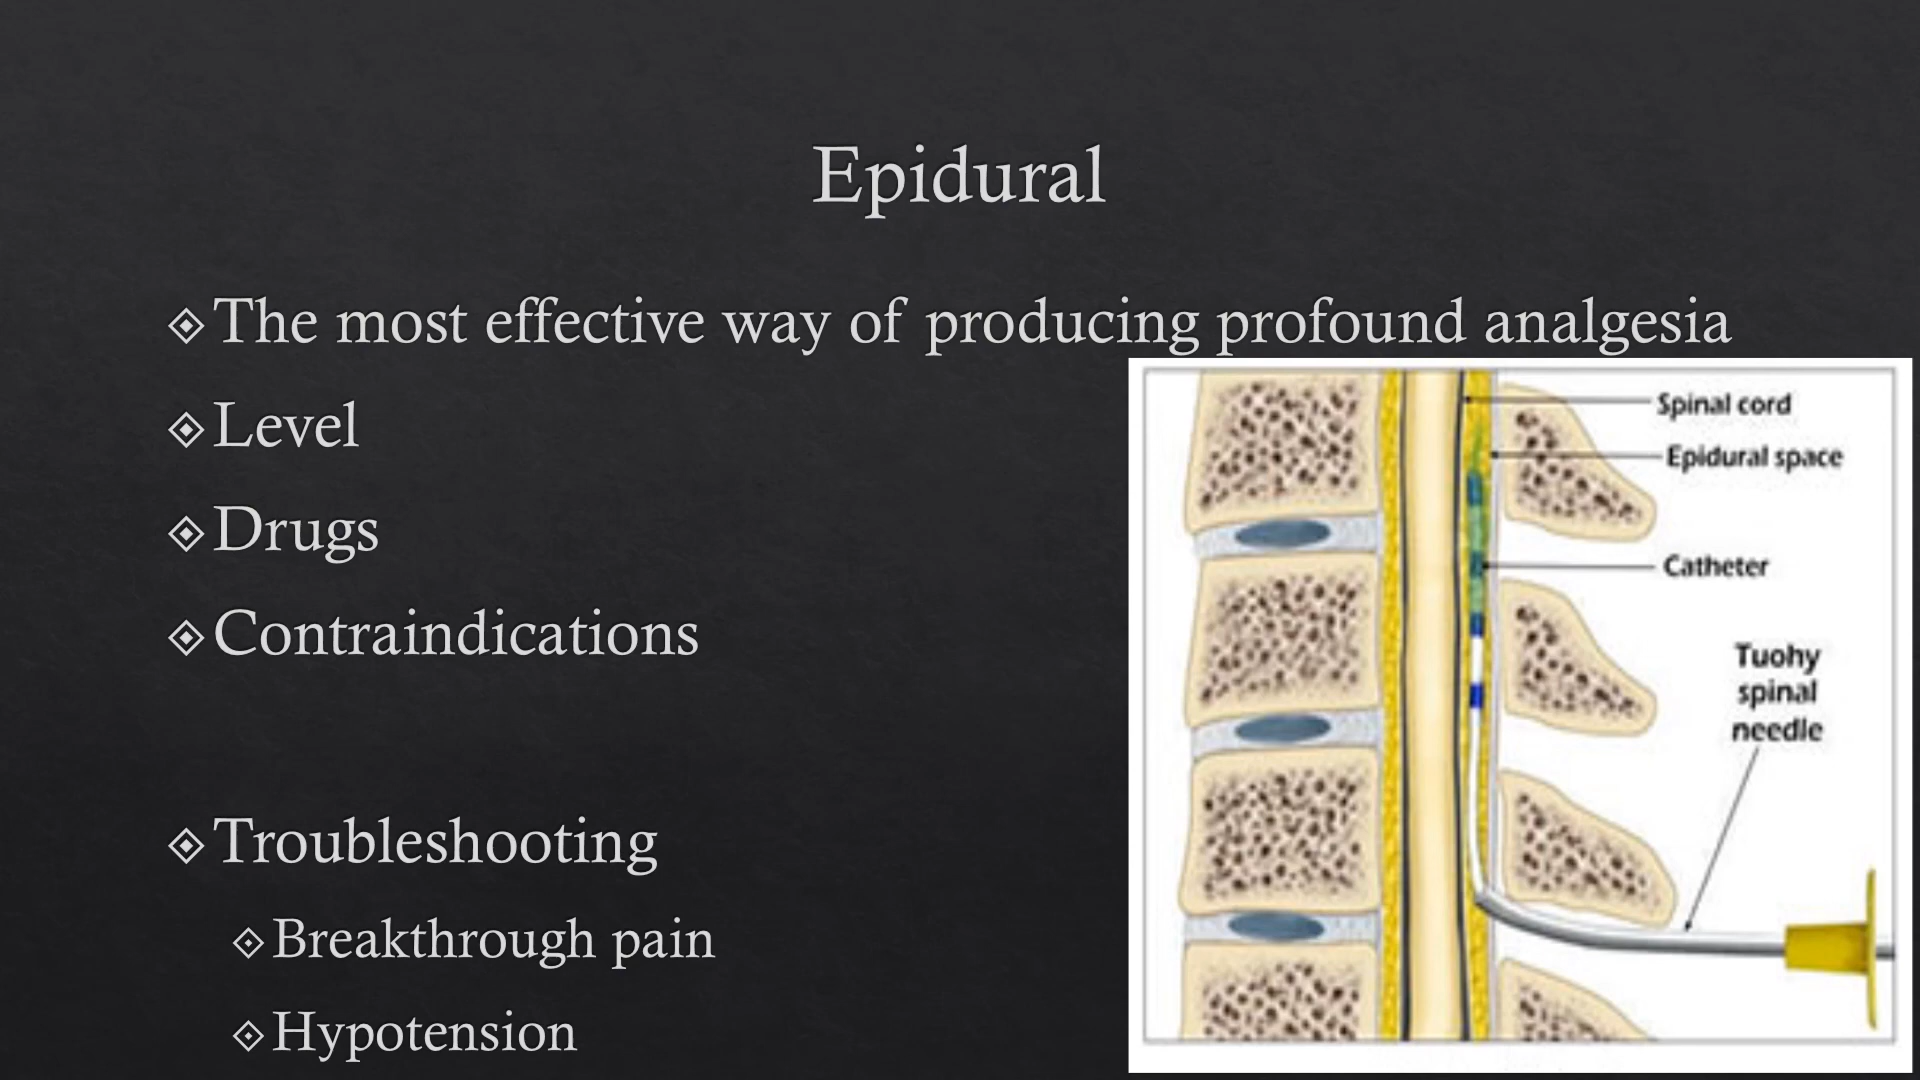 Epidural
The most effective way of producing profound analgesia
Level
Drugs
Contraindications
Troubleshooting
Breakthrough pain
Hypotension
Spinal cord
Epidural space
Catheter
Tuohy
spinal
needle